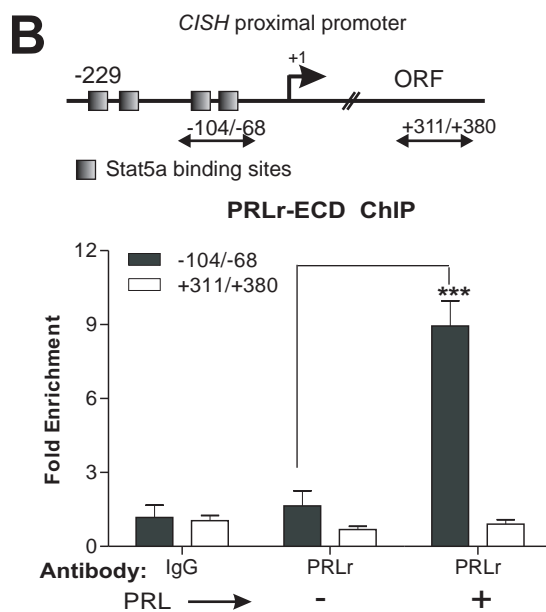 B
CISH proximal promoter
+1
-229
ORF
-104/-68
+311/+380
Stat5a binding sites
PRLr-ECD ChIP
12
9
6
3
0
Fold Enrichment
-104/-68
+311/+380
***
Antibody: IgG PRLr PRLr
PRL - +